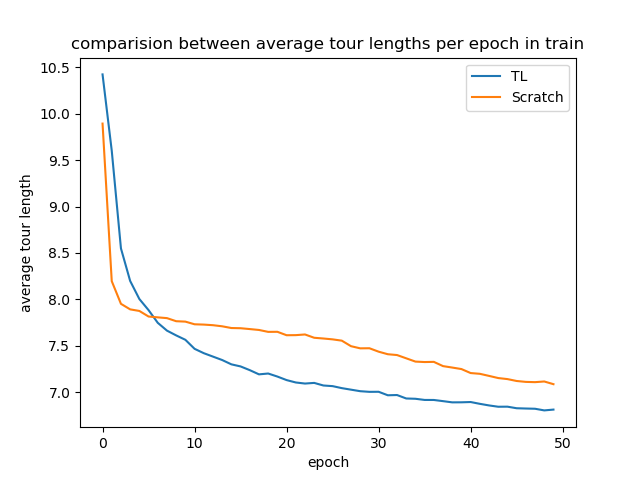 comparision between average tour lengths per epoch in train
TL
Scratch
average tour length
10.5
10.0
9.5
9.0
8.5
8.0
7.5
7.0
0 10 20 30 40 50
epoch